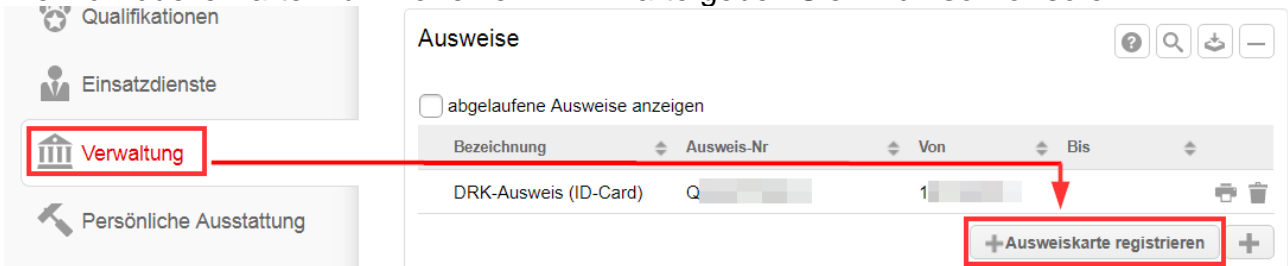 Qualifikationen
Einsatzdienste
Verwaltung
Persönliche Ausstattung
Ausweise
abgelaufene Ausweise anzeigen
Bezeichnung Ausweis-Nr Von Bis
DRK-Ausweis (ID-Card) Q 1
+Ausweiskarte registrieren +